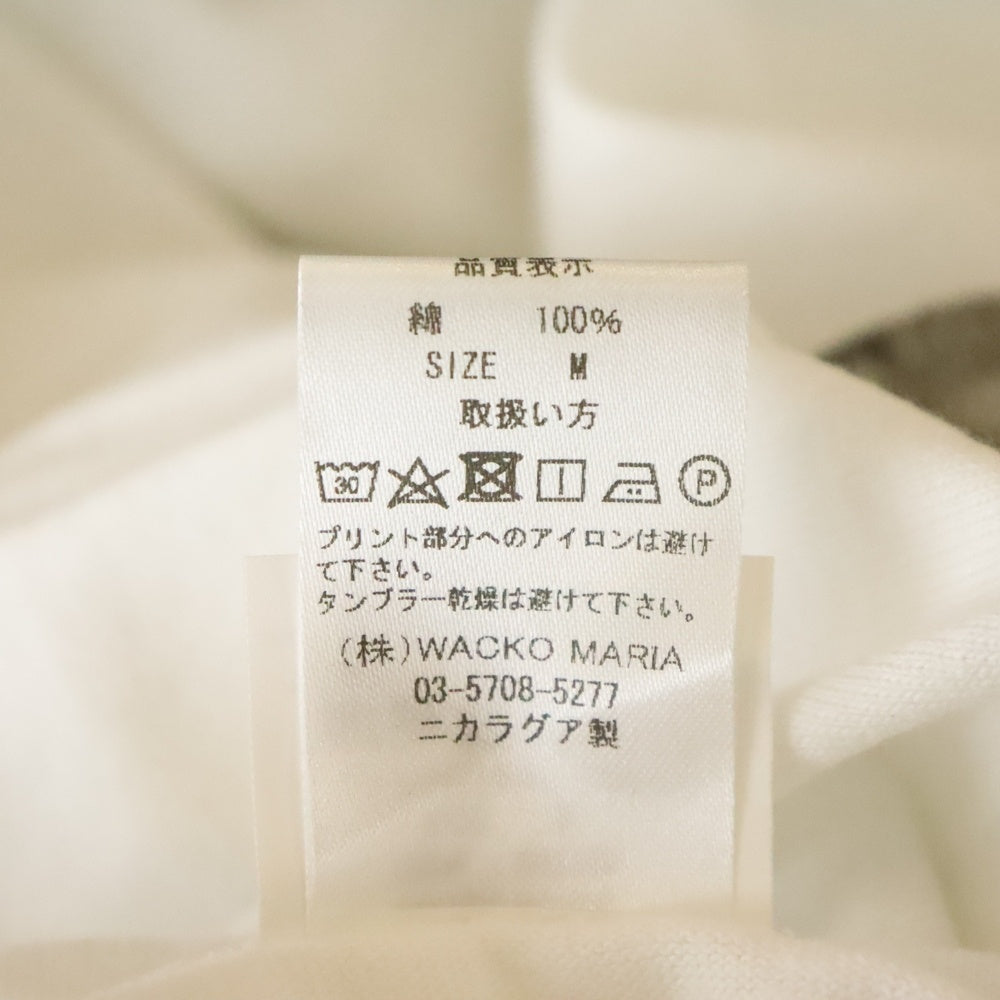 品質表示
綿 100%
SIZE M
取扱い方
30 P
プリント部分へのアイロンは避け
て下さい。
タンブラー乾燥は避けて下さい。
(株)WACKO MARIA
03-5708-5277
ニカラグア製